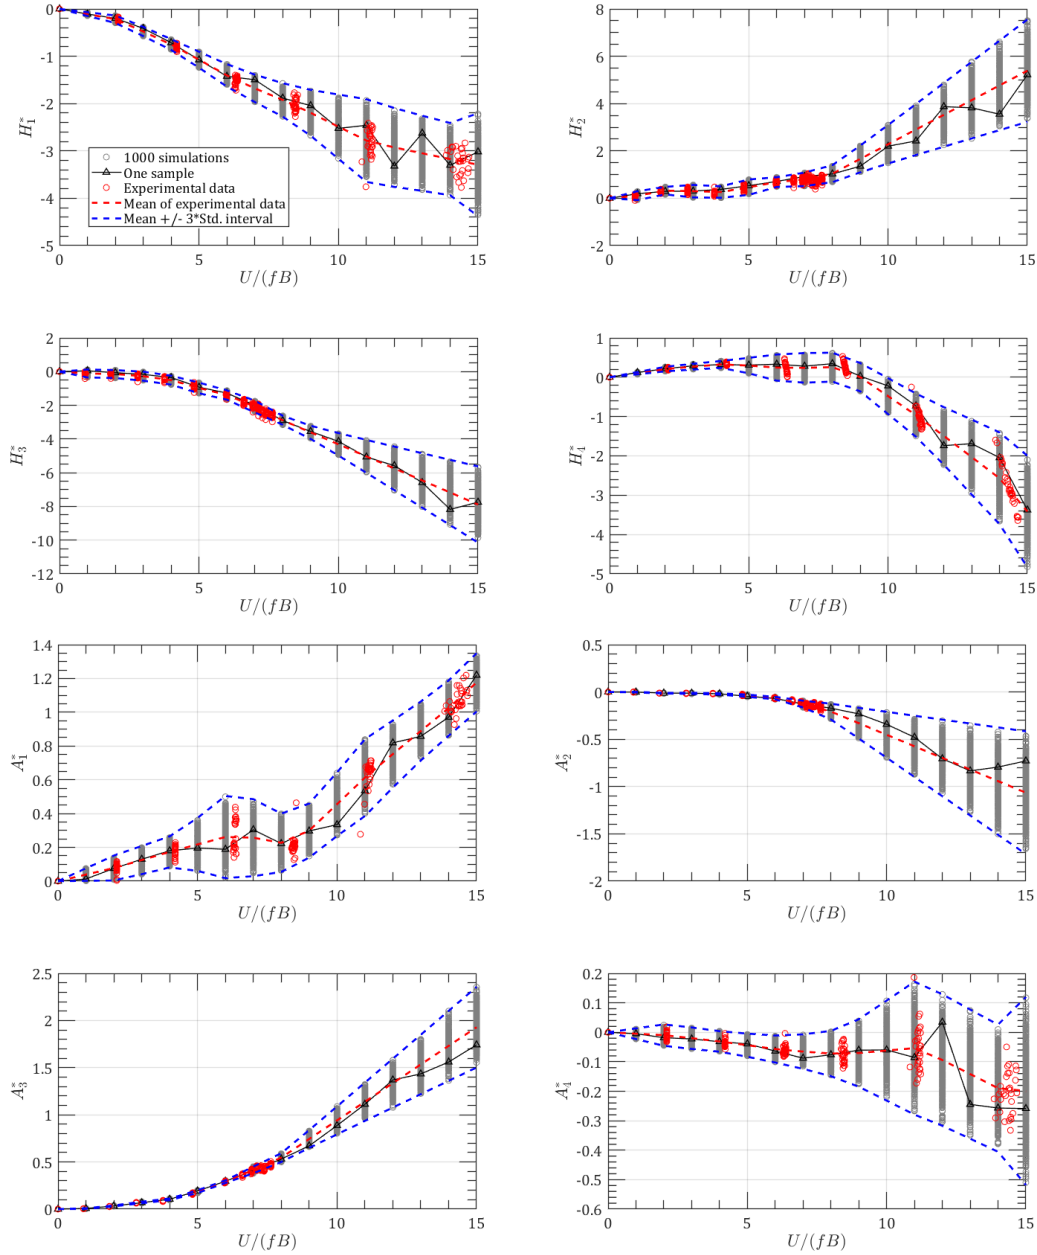 0
-1
-2
-3
-4
-5
H₁*
1000 simulations
One sample
Experimental data
Mean of experimental data
Mean +/- 3*Std. interval
0 5 10 15
U/(fB)
8
6
4
2
0
-2
H₂*
0 5 10 15
U/(fB)
2
0
-2
-4
-6
-8
-10
-12
H₃*
0 5 10 15
U/(fB)
1
0
-1
-2
-3
-4
-5
H₄*
0 5 10 15
U/(fB)
1.4
1.2
1
0.8
0.6
0.4
0.2
0
A₁*
0 5 10 15
U/(fB)
0.5
0
-0.5
-1
-1.5
-2
A₂*
0 5 10 15
U/(fB)
2.5
2
1.5
1
0.5
0
A₃*
0 5 10 15
U/(fB)
0.2
0.1
0
-0.1
-0.2
-0.3
-0.4
-0.5
-0.6
A₄*
0 5 10 15
U/(fB)